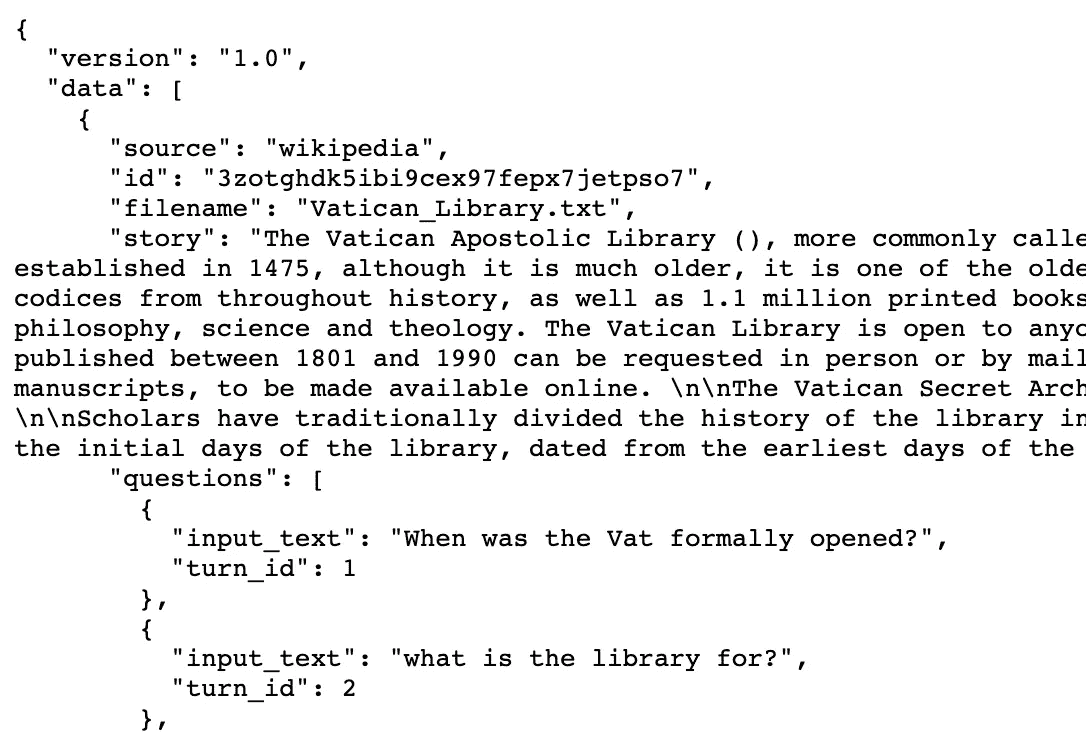 {
"version": "1.0",
"data": [
{
"source": "wikipedia",
"id": "3zotghdk5ibi9cex97fepx7jetpso7",
"filename": "Vatican_Library.txt",
"story": "The Vatican Apostolic Library (), more commonly calle
established in 1475, although it is much older, it is one of the olde
codices from throughout history, as well as 1.1 million printed books
philosophy, science and theology. The Vatican Library is open to anyo
published between 1801 and 1990 can be requested in person or by mail
manuscripts, to be made available online. \n\nThe Vatican Secret Arch
\n\nScholars have traditionally divided the history of the library in
the initial days of the library, dated from the earliest days of the
"questions": [
{
"input_text": "When was the Vat formally opened?",
"turn_id": 1
},
{
"input_text": "what is the library for?",
"turn_id": 2
},